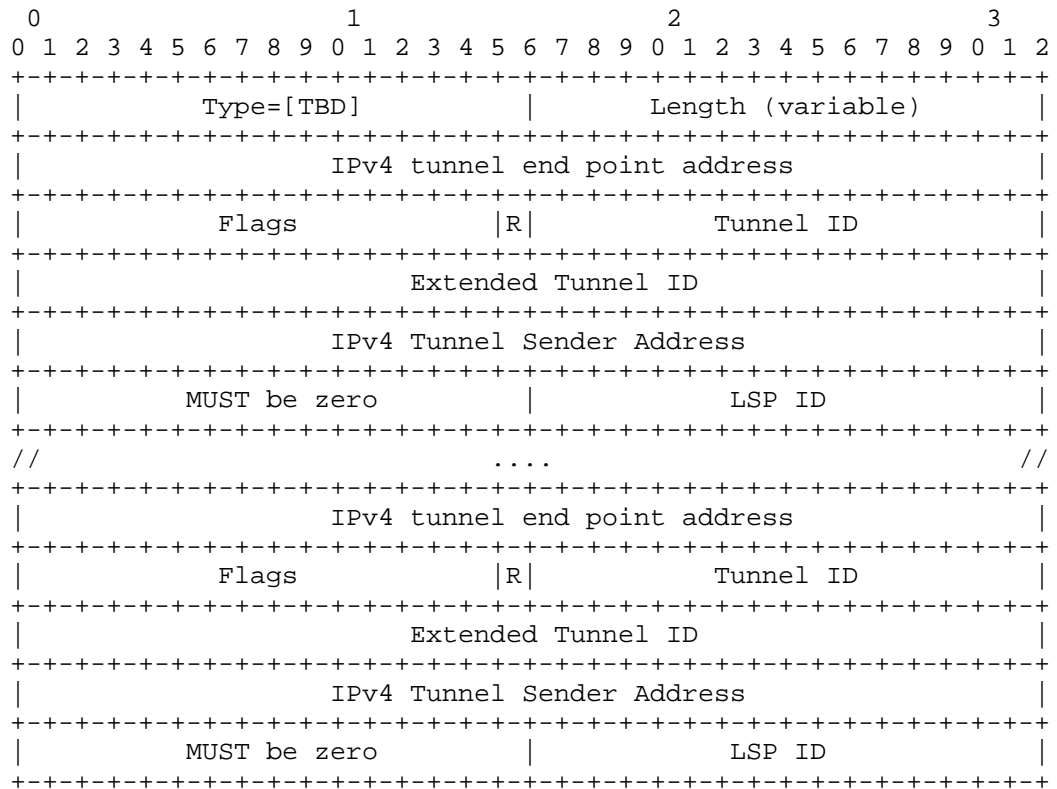 0                   1                   2                   3
0 1 2 3 4 5 6 7 8 9 0 1 2 3 4 5 6 7 8 9 0 1 2 3 4 5 6 7 8 9 0 1 2
+-+-+-+-+-+-+-+-+-+-+-+-+-+-+-+-+-+-+-+-+-+-+-+-+-+-+-+-+-+-+-+-+
|           Type=[TBD]          |       Length (variable)       |
+-+-+-+-+-+-+-+-+-+-+-+-+-+-+-+-+-+-+-+-+-+-+-+-+-+-+-+-+-+-+-+-+
|                   IPv4 tunnel end point address               |
+-+-+-+-+-+-+-+-+-+-+-+-+-+-+-+-+-+-+-+-+-+-+-+-+-+-+-+-+-+-+-+-+
|            Flags            |R|           Tunnel ID           |
+-+-+-+-+-+-+-+-+-+-+-+-+-+-+-+-+-+-+-+-+-+-+-+-+-+-+-+-+-+-+-+-+
|                        Extended Tunnel ID                     |
+-+-+-+-+-+-+-+-+-+-+-+-+-+-+-+-+-+-+-+-+-+-+-+-+-+-+-+-+-+-+-+-+
|                   IPv4 Tunnel Sender Address                  |
+-+-+-+-+-+-+-+-+-+-+-+-+-+-+-+-+-+-+-+-+-+-+-+-+-+-+-+-+-+-+-+-+
|          MUST be zero         |            LSP ID             |
+-+-+-+-+-+-+-+-+-+-+-+-+-+-+-+-+-+-+-+-+-+-+-+-+-+-+-+-+-+-+-+-+
//                            ....                             //
+-+-+-+-+-+-+-+-+-+-+-+-+-+-+-+-+-+-+-+-+-+-+-+-+-+-+-+-+-+-+-+-+
|                   IPv4 tunnel end point address               |
+-+-+-+-+-+-+-+-+-+-+-+-+-+-+-+-+-+-+-+-+-+-+-+-+-+-+-+-+-+-+-+-+
|            Flags            |R|           Tunnel ID           |
+-+-+-+-+-+-+-+-+-+-+-+-+-+-+-+-+-+-+-+-+-+-+-+-+-+-+-+-+-+-+-+-+
|                        Extended Tunnel ID                     |
+-+-+-+-+-+-+-+-+-+-+-+-+-+-+-+-+-+-+-+-+-+-+-+-+-+-+-+-+-+-+-+-+
|                   IPv4 Tunnel Sender Address                  |
+-+-+-+-+-+-+-+-+-+-+-+-+-+-+-+-+-+-+-+-+-+-+-+-+-+-+-+-+-+-+-+-+
|          MUST be zero         |            LSP ID             |
+-+-+-+-+-+-+-+-+-+-+-+-+-+-+-+-+-+-+-+-+-+-+-+-+-+-+-+-+-+-+-+-+